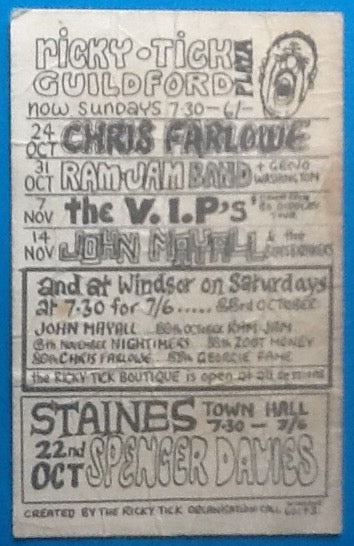 RICKY·TICK
GUILDFORD PLAZA
NOW SUNDAYS 7·30 — 6/-
24 OCT CHRIS FARLOWE
31 OCT RAM·JAM BAND + GENO WASHINGTON
7 NOV the V.I.P's
14 NOV JOHN MAYALL & the
and at Windsor on Saturdays
at 7·30 for 7/6 ..... 23rd OCTOBER
JOHN MAYALL 30th OCTOBER RAM·JAM
6th NOVEMBER NIGHTIMERS 13th ZOOT MONEY
20th CHRIS FARLOWE 27th GEORGIE FAME
the RICKY TICK BOUTIQUE is open at all sessions
STAINES TOWN HALL
7·30 — 7/6
22nd OCT SPENCER DAVIES
CREATED BY THE RICKY TICK ORGANISATION CALL WINDSOR